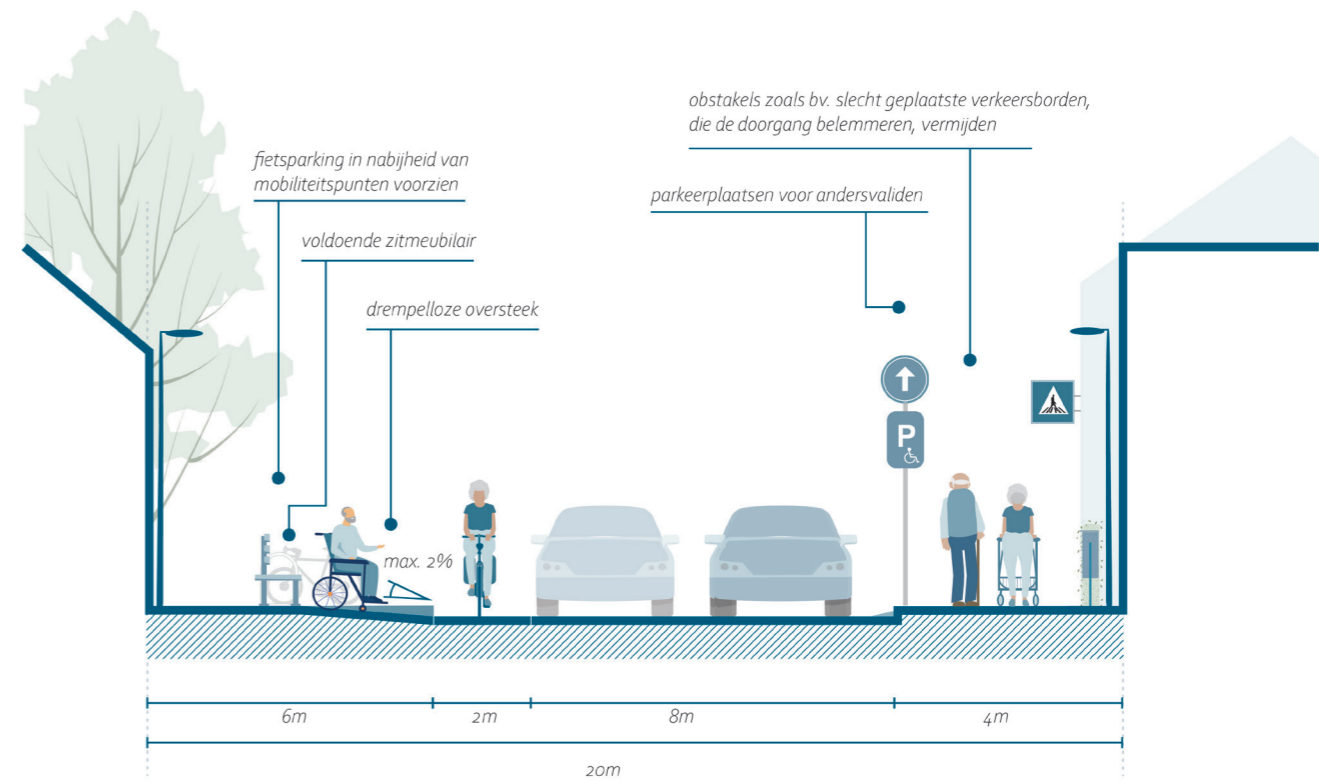 obstakels zoals bv. slecht geplaatste verkeersborden,
die de doorgang belemmeren, vermijden
fietsparking in nabijheid van
mobiliteitspunten voorzien
parkeerplaatsen voor andersvaliden
voldoende zitmeubilair
drempelloze oversteek
P
max. 2%
6m
2m
8m
4m
20m